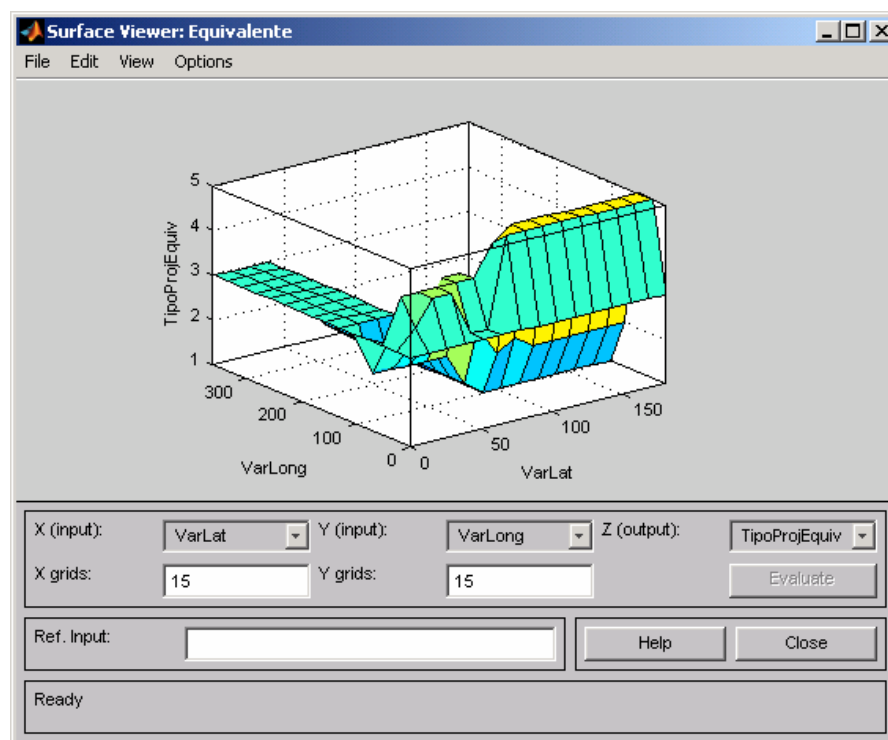 Surface Viewer: Equivalente
File Edit View Options
5
4
3
2
1
TipoProjEquiv
300
200
100
0
VarLong
0
50
100
150
VarLat
X (input): VarLat Y (input): VarLong Z (output): TipoProjEquiv
X grids: 15 Y grids: 15 Evaluate
Ref. Input: Help Close
Ready